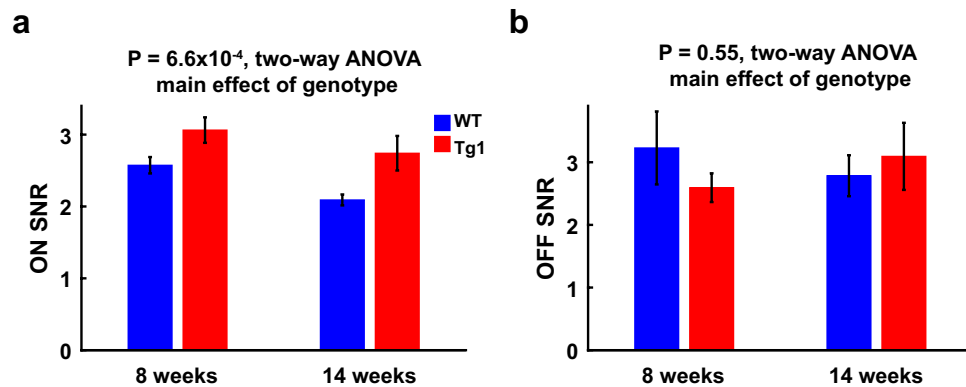 a
P = 6.6x10⁻⁴, two-way ANOVA
main effect of genotype
WT
Tg1
ON SNR
3
2
1
0
8 weeks
14 weeks
b
P = 0.55, two-way ANOVA
main effect of genotype
OFF SNR
3
2
1
0
8 weeks
14 weeks